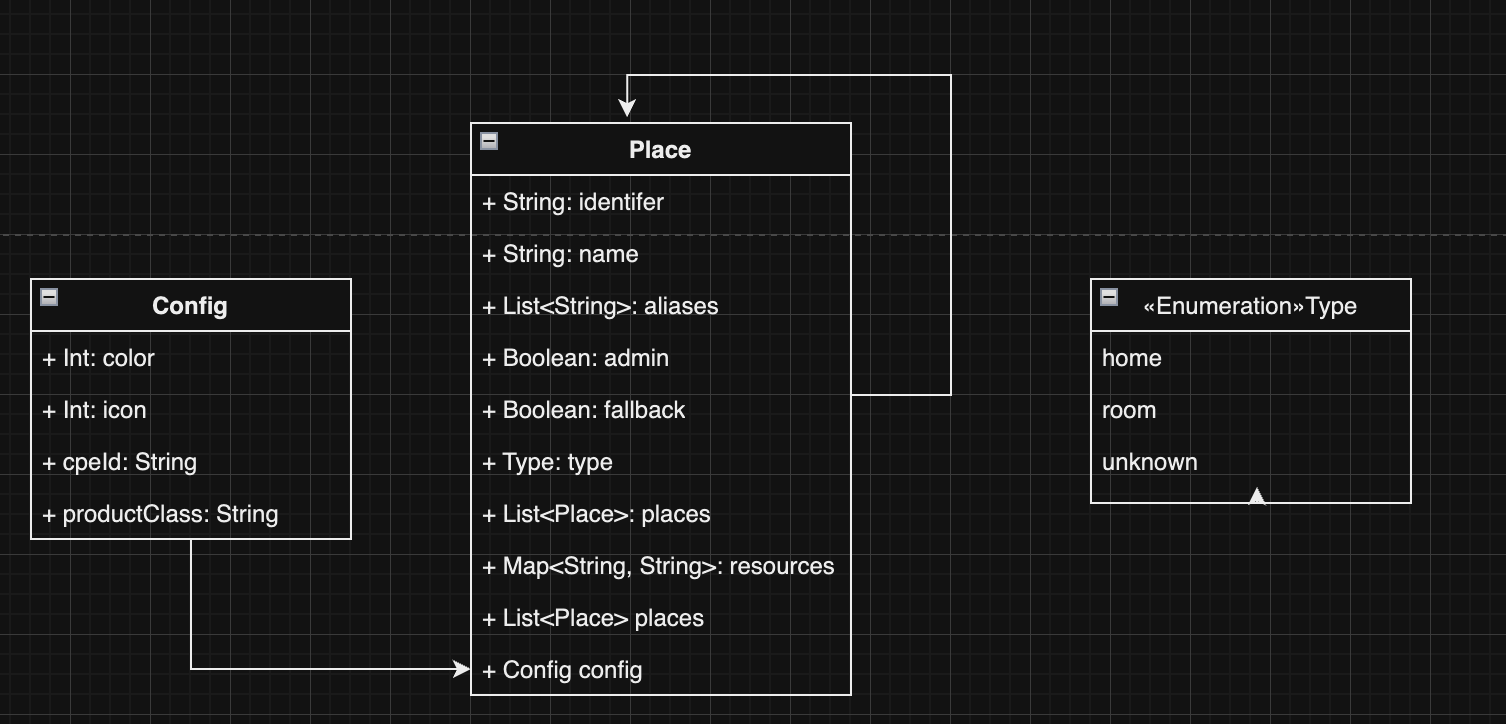 Place
+ String: identifer
+ String: name
+ List<String>: aliases
+ Boolean: admin
+ Boolean: fallback
+ Type: type
+ List<Place>: places
+ Map<String, String>: resources
+ List<Place> places
+ Config config
Config
+ Int: color
+ Int: icon
+ cpeId: String
+ productClass: String
«Enumeration»Type
home
room
unknown